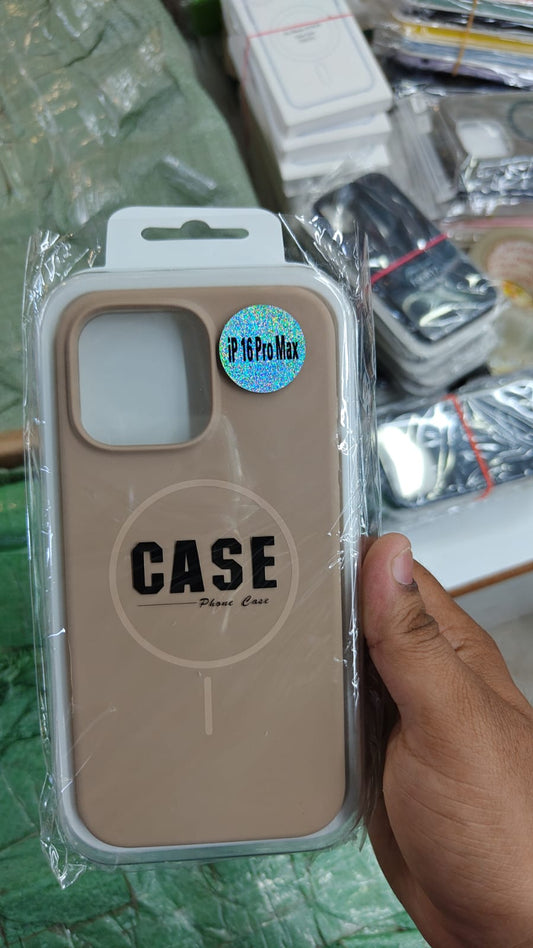 iP 16 Pro Max
CASE
Phone Case